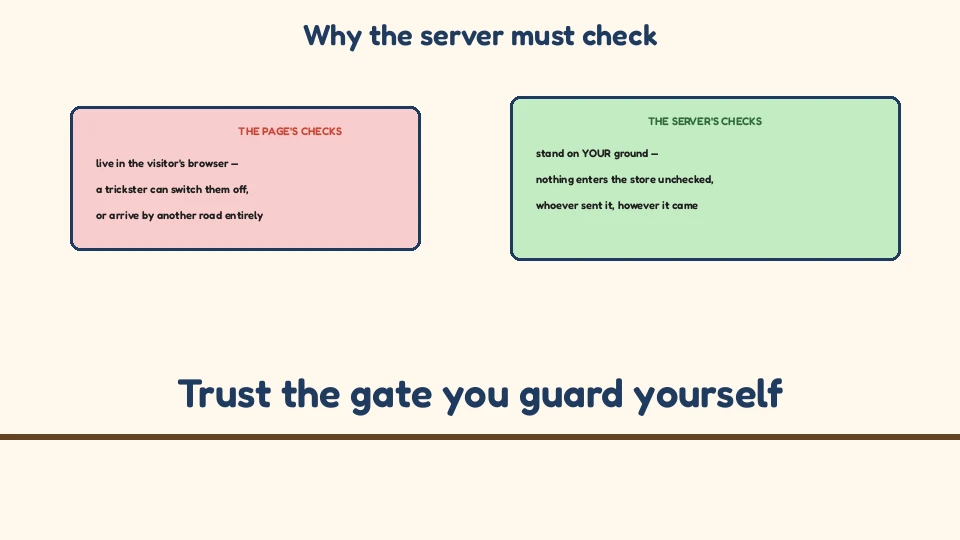 Why the server must check
THE PAGE'S CHECKS
live in the visitor's browser —
a trickster can switch them off,
or arrive by another road entirely
THE SERVER'S CHECKS
stand on YOUR ground —
nothing enters the store unchecked,
whoever sent it, however it came
Trust the gate you guard yourself